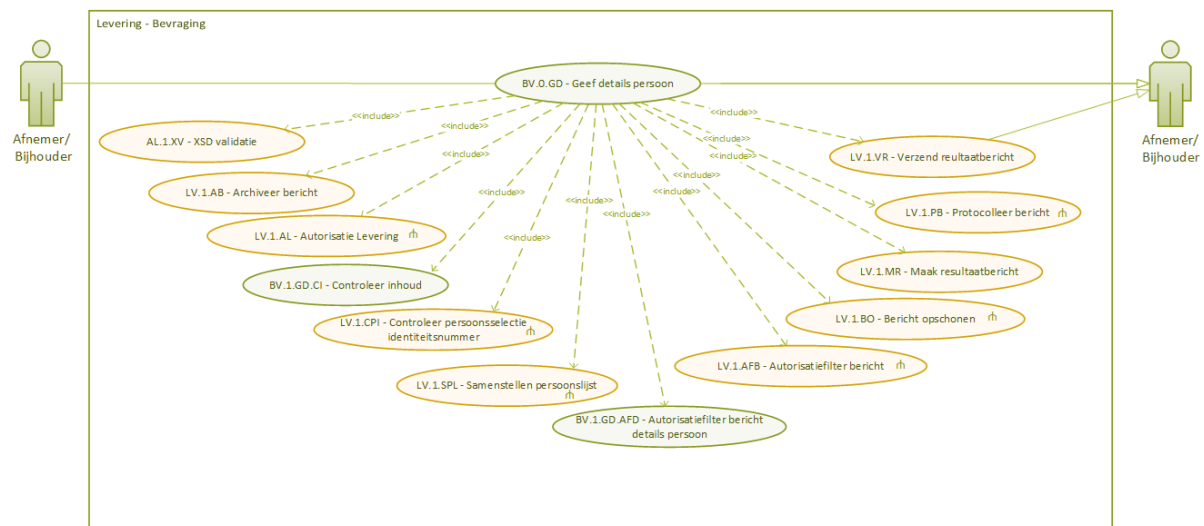 Levering - Bevraging
BV.0.GD - Geef details persoon
Afnemer/
Bijhouder
Afnemer/
Bijhouder
<<include>>
<<include>>
<<include>>
<<include>>
<<include>>
<<include>>
<<include>>
<<include>>
<<include>>
<<include>>
<<include>>
<<include>>
AL.1.XV - XSD validatie
LV.1.VR - Verzend reultaatbericht
LV.1.AB - Archiveer bericht
LV.1.PB - Protocolleer bericht
LV.1.AL - Autorisatie Levering
LV.1.MR - Maak resultaatbericht
BV.1.GD.CI - Controleer inhoud
LV.1.BO - Bericht opschonen
LV.1.CPI - Controleer persoonsselectie
identiteitsnummer
LV.1.AFB - Autorisatiefilter bericht
LV.1.SPL - Samenstellen persoonslijst
BV.1.GD.AFD - Autorisatiefilter bericht
details persoon